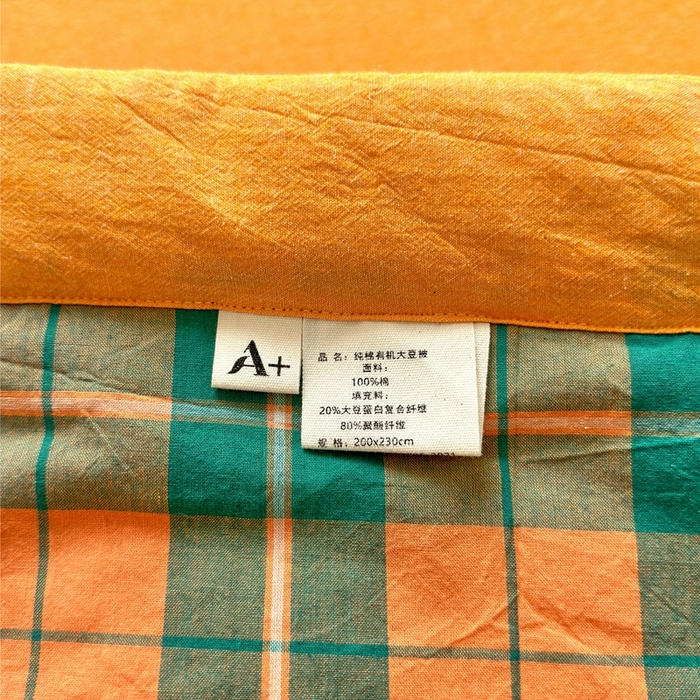 A+
品 名：纯棉有机大豆被
面料：
100%棉
填充料：
20%大豆蛋白复合纤维
80%聚酯纤维
规 格：200x230cm